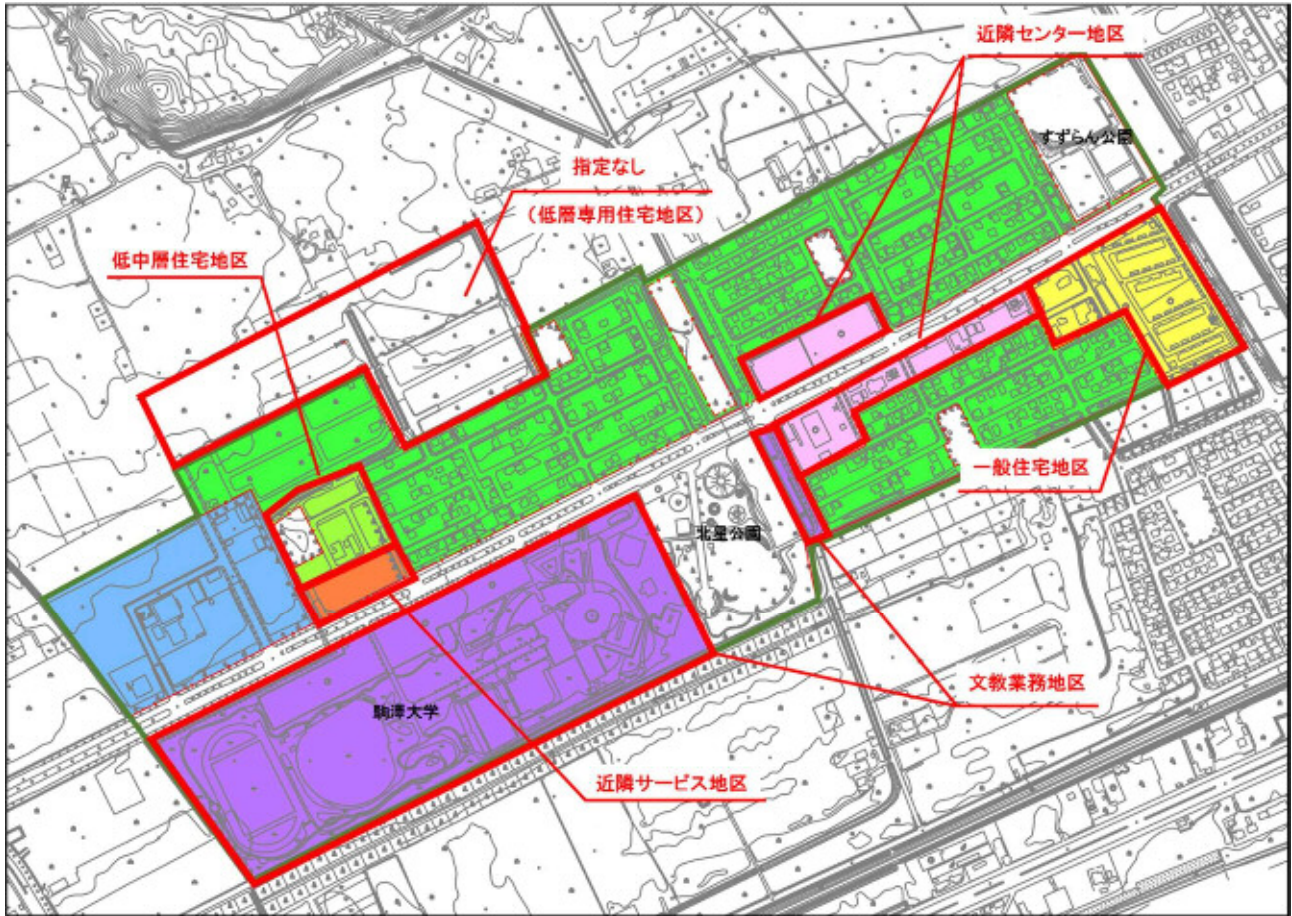 近隣センター地区
すずらん公園
指定なし
（低層専用住宅地区）
低中層住宅地区
一般住宅地区
北星公園
文教業務地区
駒澤大学
近隣サービス地区